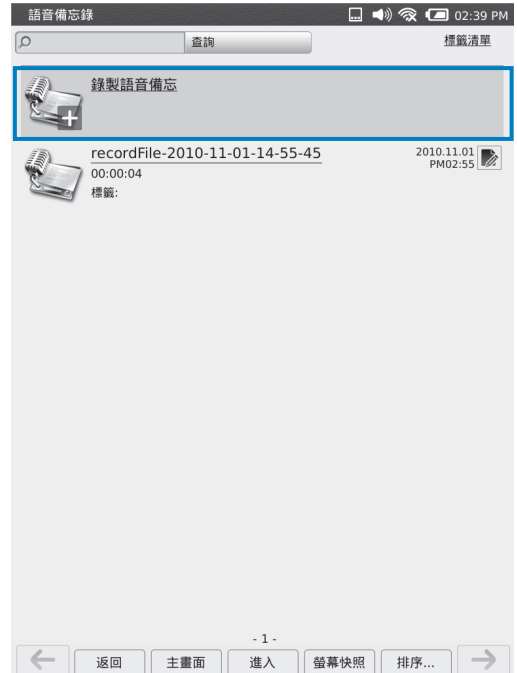 語音備忘錄 02:39 PM
查詢 標籤清單
錄製語音備忘
recordFile-2010-11-01-14-55-45 2010.11.01
00:00:04 PM02:55
標籤:
- 1 -
返回 主畫面 進入 螢幕快照 排序...